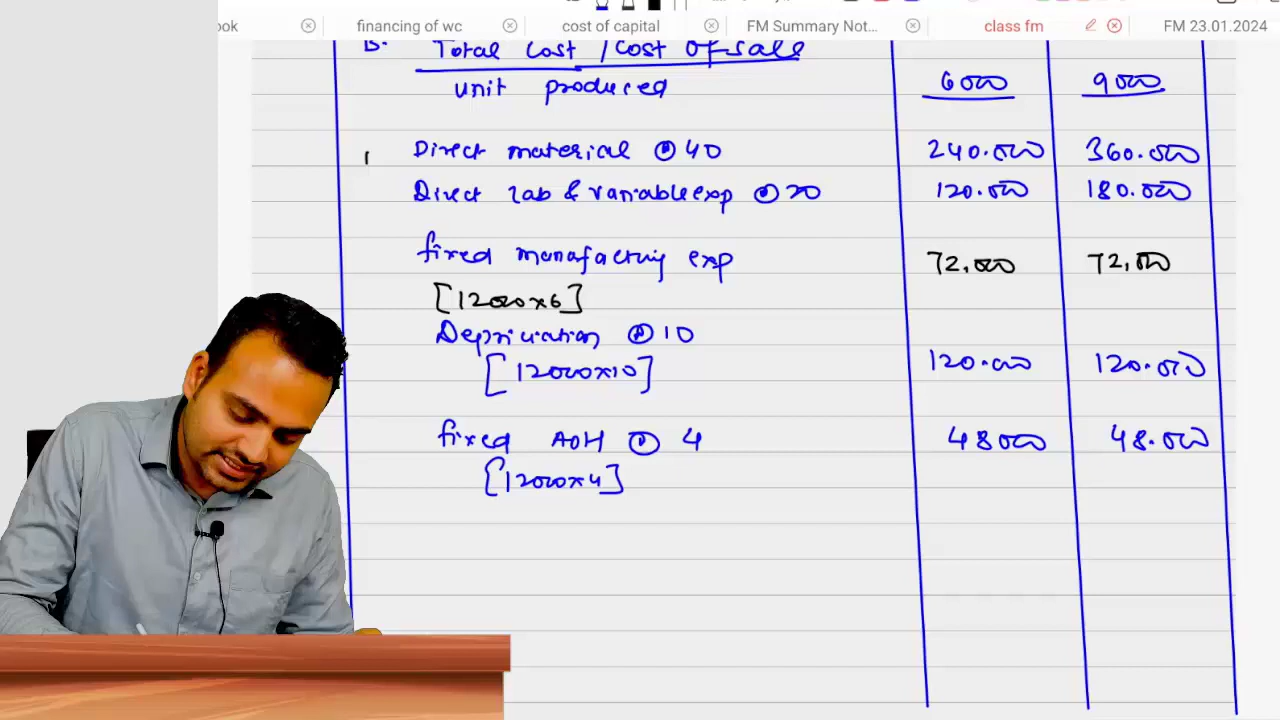 ook financing of wc cost of capital FM Summary Not... class fm FM 23.01.2024
B. Total Cost / Cost of Sale
unit produced 6000 9000
Direct material @ 40 240.000 360.000
Direct lab & variable exp @ 20 120.000 180.000
fixed manufacturing exp 72,000 72,000
[12000x6]
Depriciation @ 10
[12000x10] 120.000 120.000
fixed AOH @ 4 48000 48.000
[12000x4]